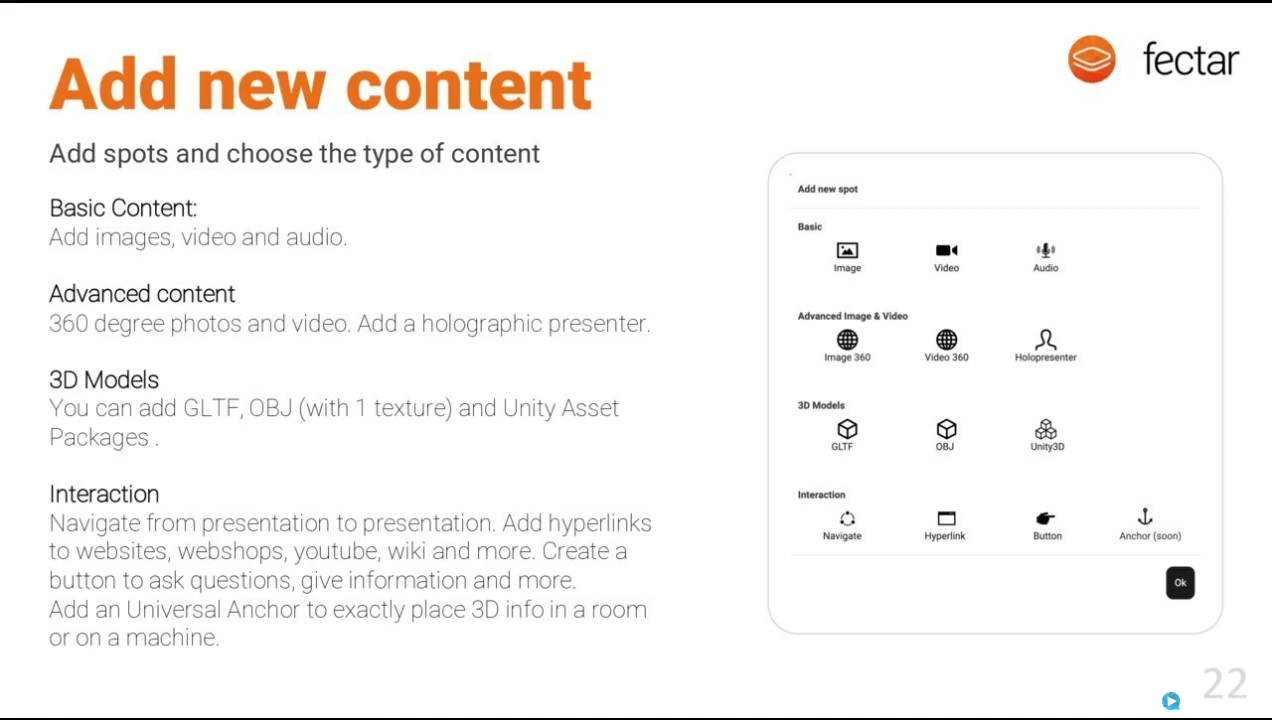 Add new content
fectar
Add spots and choose the type of content
Basic Content:
Add images, video and audio.
Advanced content
360 degree photos and video. Add a holographic presenter.
3D Models
You can add GLTF, OBJ (with 1 texture) and Unity Asset
Packages .
Interaction
Navigate from presentation to presentation. Add hyperlinks
to websites, webshops, youtube, wiki and more. Create a
button to ask questions, give information and more.
Add an Universal Anchor to exactly place 3D info in a room
or on a machine.
Add new spot
Basic
Image Video Audio
Advanced Image & Video
Image 360 Video 360 Holopresenter
3D Models
GLTF OBJ Unity3D
Interaction
Navigate Hyperlink Button Anchor (soon)
Ok
22